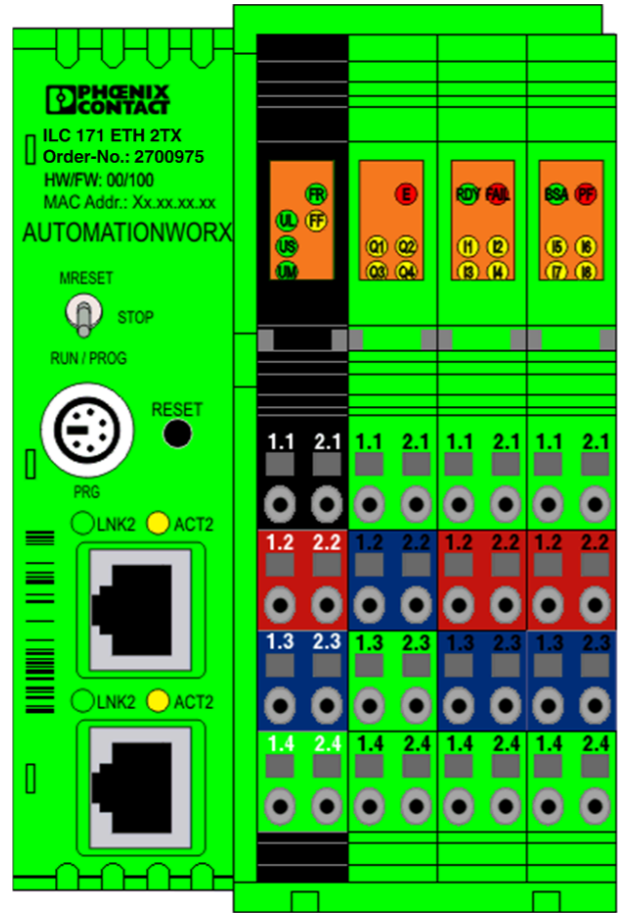 PHŒNIX
CONTACT
ILC 171 ETH 2TX
Order-No.: 2700975
HW/FW: 00/100
MAC Addr.: Xx.xx.xx.xx
AUTOMATIONWORX
MRESET
STOP
RUN / PROG
RESET
PRG
LNK2 ACT2
LNK2 ACT2
FR
UL FF
US
UM
E
Q1 Q2
Q3 Q4
RDY FAIL
I1 I2
I3 I4
BSA PF
I5 I6
I7 I8
1.1 2.1 1.1 2.1 1.1 2.1 1.1 2.1
1.2 2.2 1.2 2.2 1.2 2.2 1.2 2.2
1.3 2.3 1.3 2.3 1.3 2.3 1.3 2.3
1.4 2.4 1.4 2.4 1.4 2.4 1.4 2.4